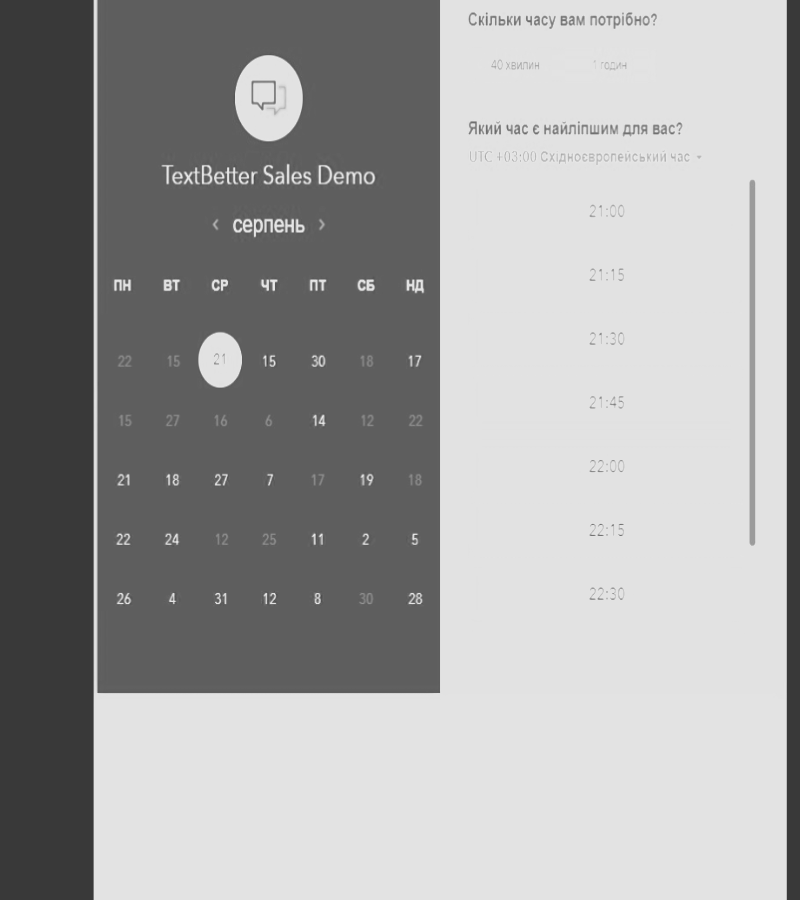 TextBetter Sales Demo
‹ серпень ›
ПН ВТ СР ЧТ ПТ СБ НД
22 15 21 15 30 18 17
15 27 16 6 14 12 22
21 18 27 7 17 19 18
22 24 12 25 11 2 5
26 4 31 12 8 30 28
Скільки часу вам потрібно?
40 хвилин 1 годин
Який час є найліпшим для вас?
UTC +03:00 Східноєвропейський час
21:00
21:15
21:30
21:45
22:00
22:15
22:30